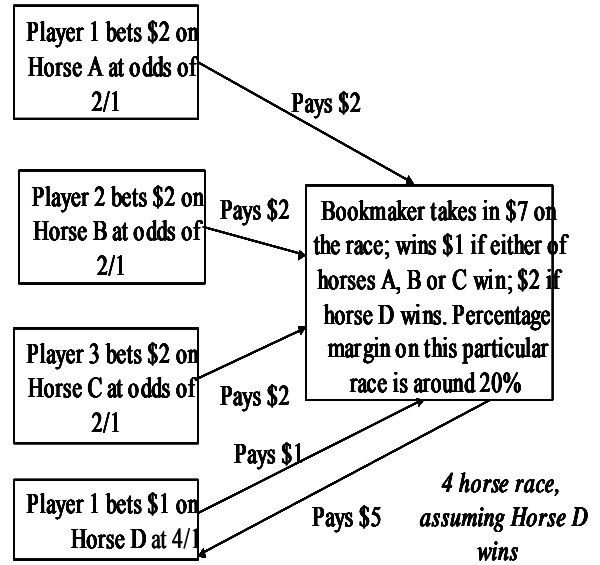 Player 1 bets $2 on
Horse A at odds of
2/1
Pays $2
Player 2 bets $2 on
Horse B at odds of
2/1
Pays $2
Bookmaker takes in $7 on
the race; wins $1 if either of
horses A, B or C win; $2 if
horse D wins. Percentage
margin on this particular
race is around 20%
Player 3 bets $2 on
Horse C at odds of
2/1
Pays $2
Pays $1
Player 1 bets $1 on
Horse D at 4/1
Pays $5
4 horse race,
assuming Horse D
wins